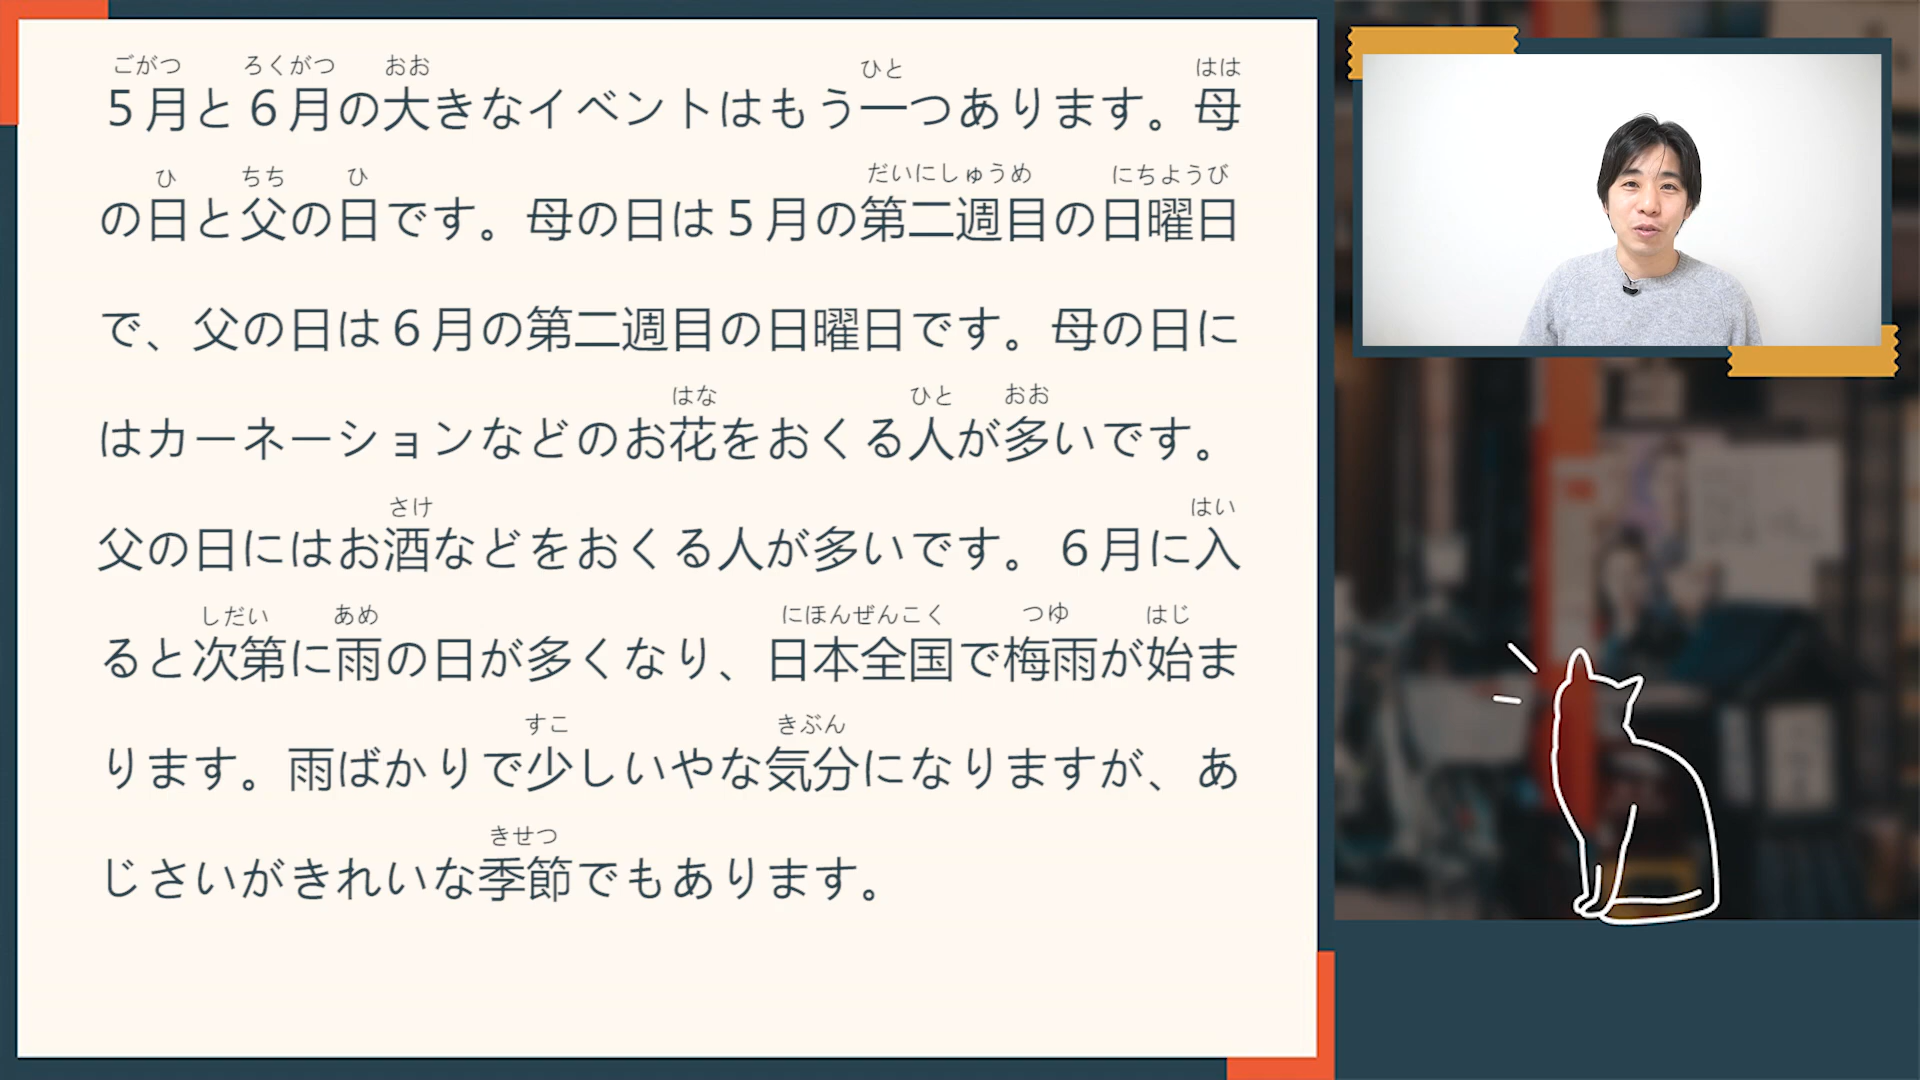 ごがつ ろくがつ おお ひと はは
５月と６月の大きなイベントはもう一つあります。母
ひ ちち ひ だいにしゅうめ にちようび
の日と父の日です。母の日は５月の第二週目の日曜日
で、父の日は６月の第二週目の日曜日です。母の日に
はな ひと おお
はカーネーションなどのお花をおくる人が多いです。
さけ はい
父の日にはお酒などをおくる人が多いです。６月に入
しだい あめ にほんぜんこく つゆ はじ
ると次第に雨の日が多くなり、日本全国で梅雨が始ま
すこ きぶん
ります。雨ばかりで少しいやな気分になりますが、あ
きせつ
じさいがきれいな季節でもあります。